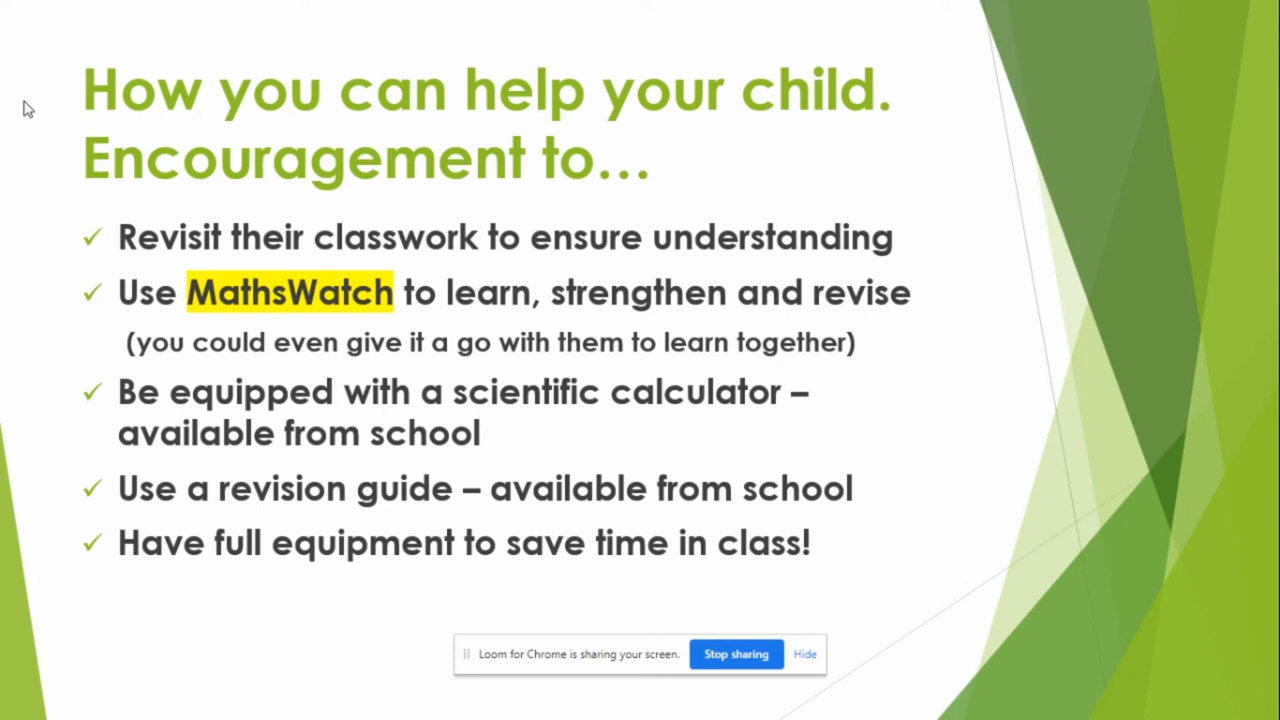 How you can help your child.
Encouragement to…
✓ Revisit their classwork to ensure understanding
✓ Use MathsWatch to learn, strengthen and revise
(you could even give it a go with them to learn together)
✓ Be equipped with a scientific calculator –
available from school
✓ Use a revision guide – available from school
✓ Have full equipment to save time in class!
Loom for Chrome is sharing your screen. Stop sharing Hide